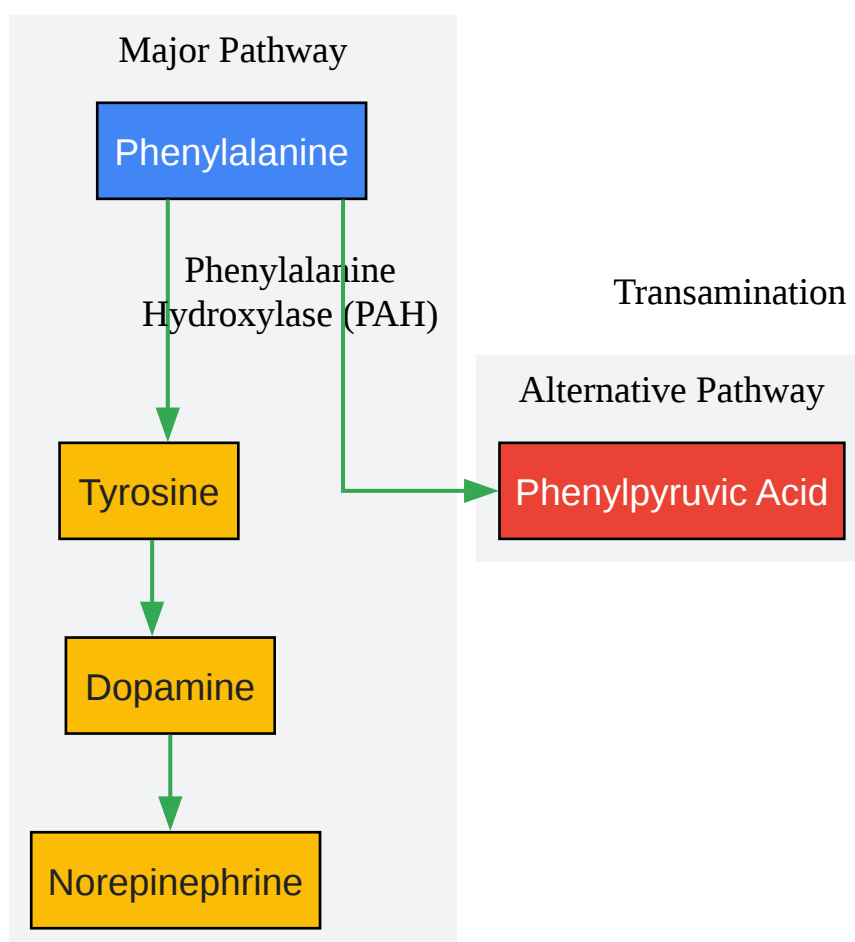 Major Pathway
Phenylalanine
Phenylalanine
Hydroxylase (PAH)
Transamination
Alternative Pathway
Tyrosine
Phenylpyruvic Acid
Dopamine
Norepinephrine